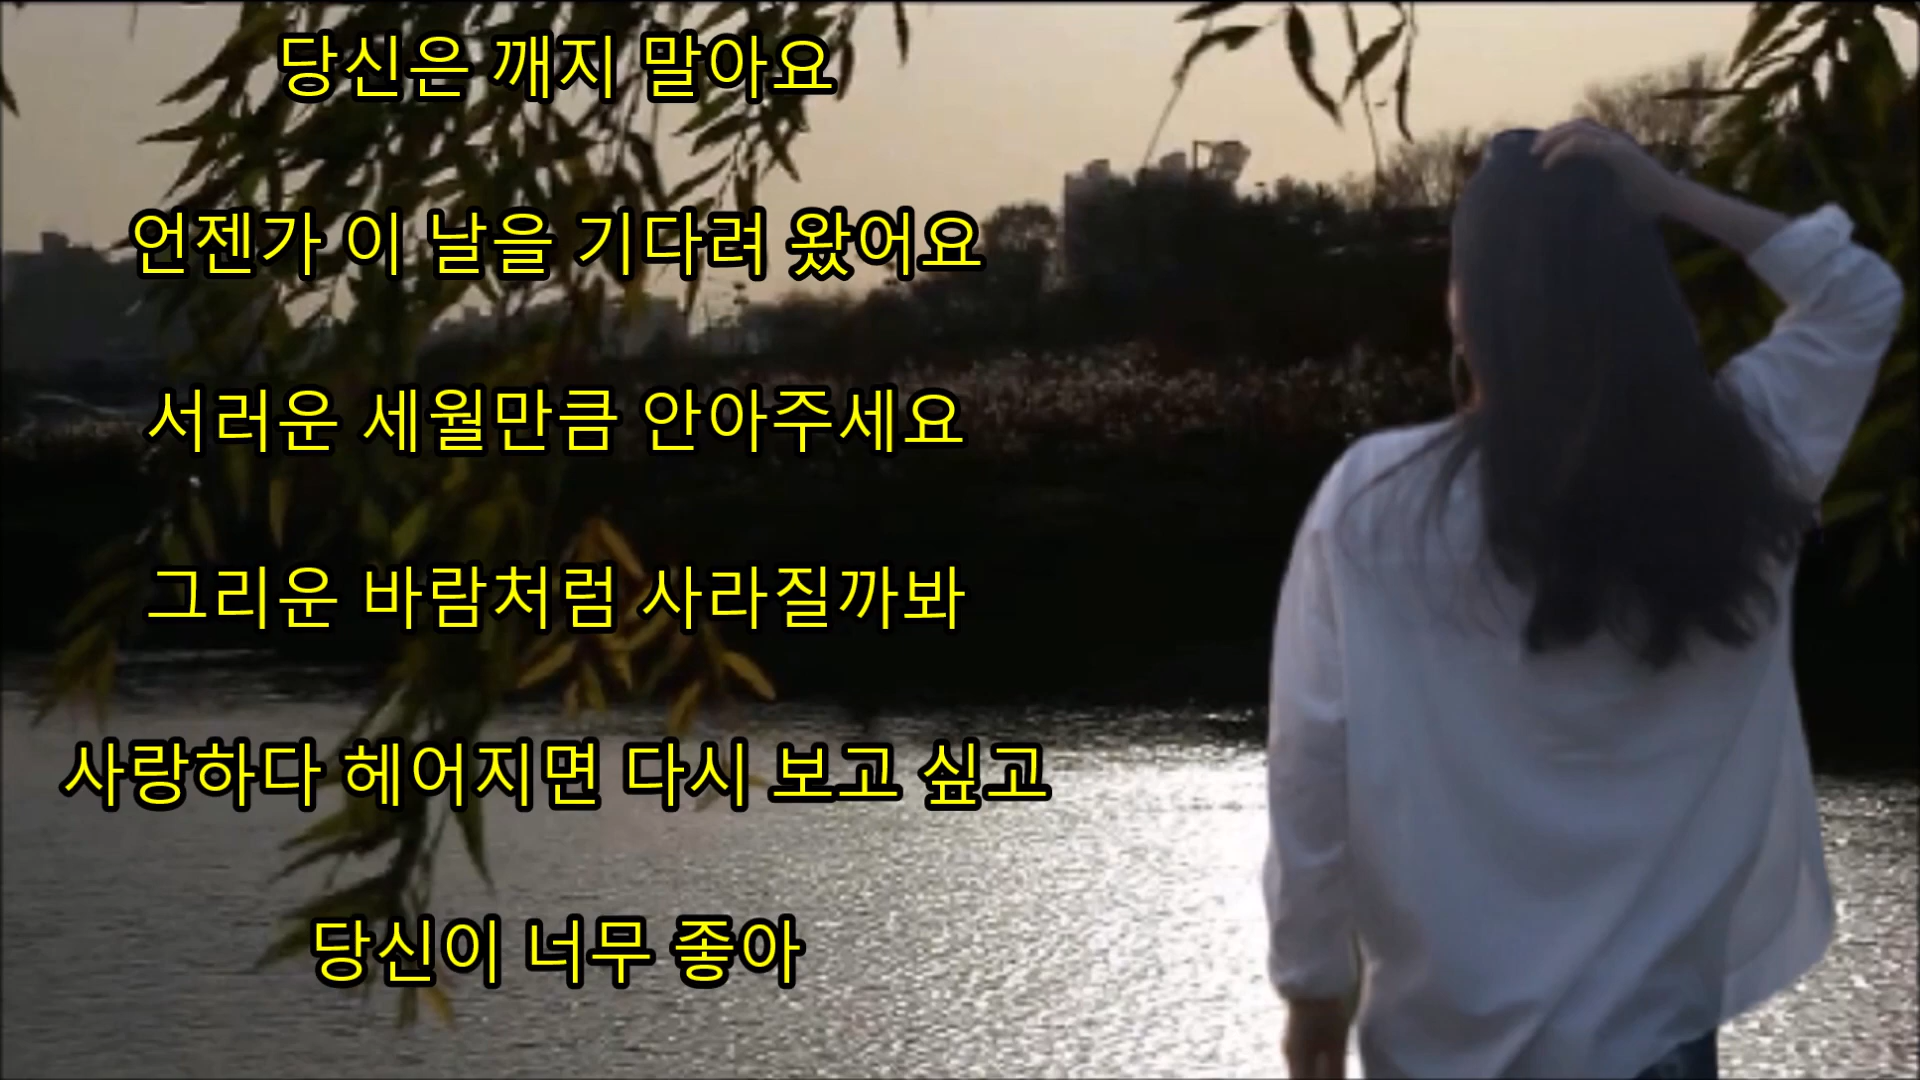 당신은 깨지 말아요
언젠가 이 날을 기다려 왔어요
서러운 세월만큼 안아주세요
그리운 바람처럼 사라질까봐
사랑하다 헤어지면 다시 보고 싶고
당신이 너무 좋아